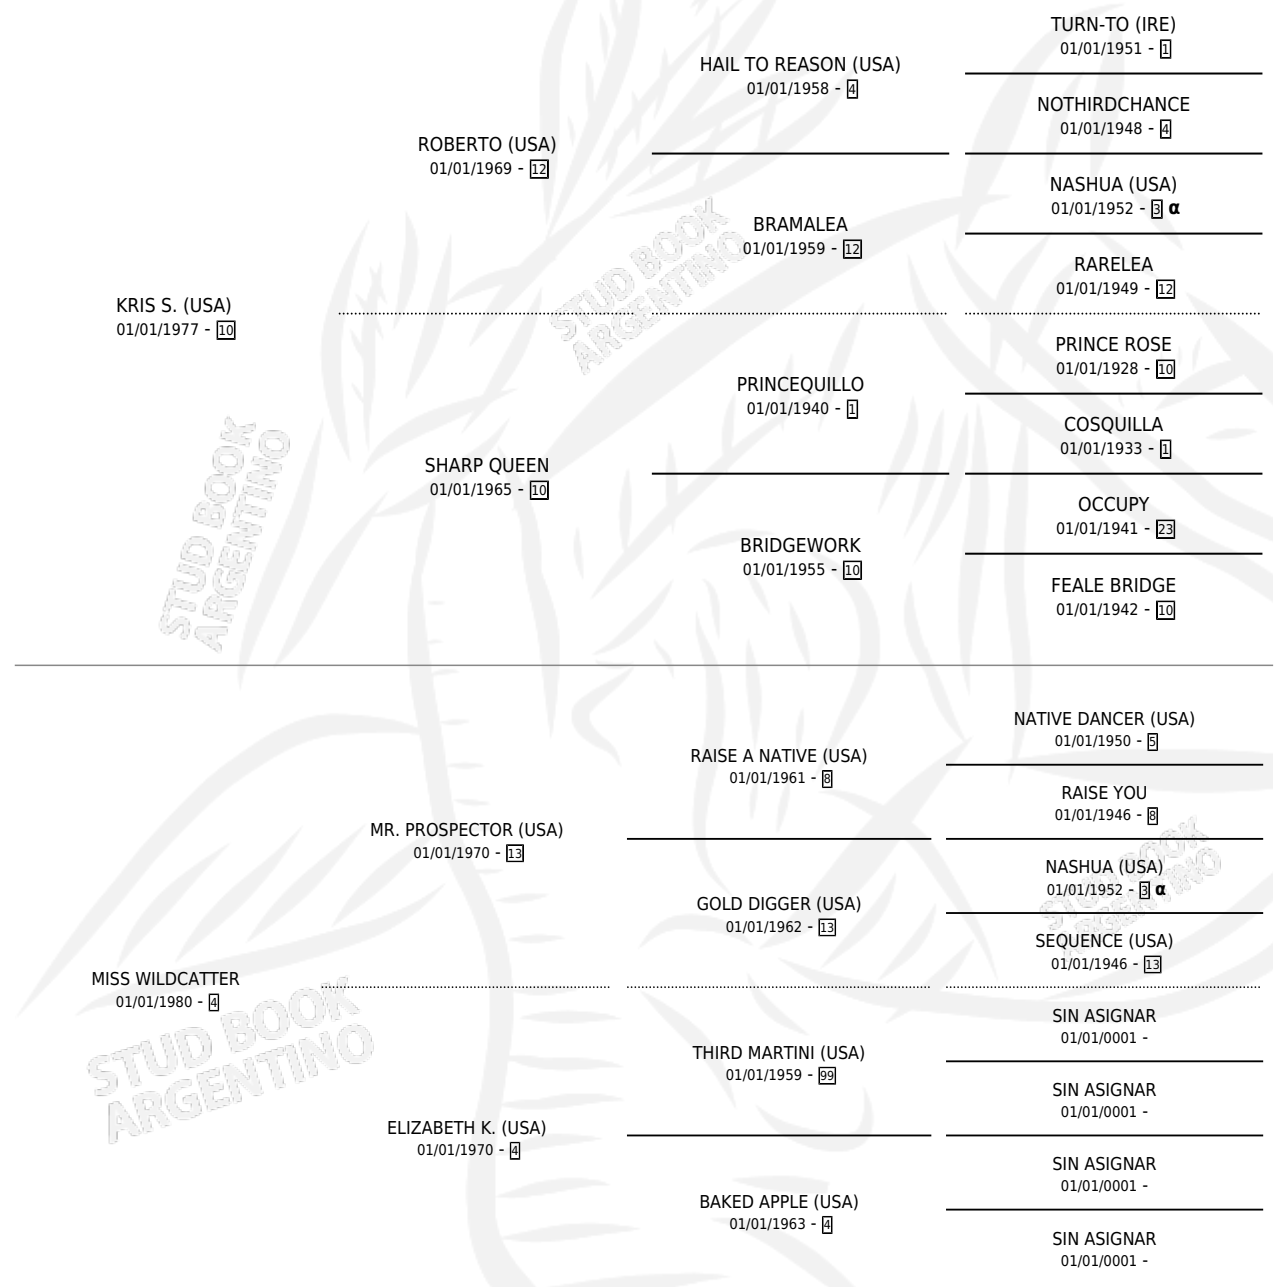 TURN-TO (IRE)
01/01/1951 - 1
HAIL TO REASON (USA)
01/01/1958 - 4
NOTHIRDCHANCE
01/01/1948 - 4
ROBERTO (USA)
01/01/1969 - 12
NASHUA (USA)
01/01/1952 - 3 α
BRAMALEA
01/01/1959 - 12
RARELEA
01/01/1949 - 12
KRIS S. (USA)
01/01/1977 - 10
PRINCE ROSE
01/01/1928 - 10
PRINCEQUILLO
01/01/1940 - 1
COSQUILLA
01/01/1933 - 1
SHARP QUEEN
01/01/1965 - 10
OCCUPY
01/01/1941 - 23
BRIDGEWORK
01/01/1955 - 10
FEALE BRIDGE
01/01/1942 - 10
NATIVE DANCER (USA)
01/01/1950 - 5
RAISE A NATIVE (USA)
01/01/1961 - 8
RAISE YOU
01/01/1946 - 8
MR. PROSPECTOR (USA)
01/01/1970 - 13
NASHUA (USA)
01/01/1952 - 3 α
GOLD DIGGER (USA)
01/01/1962 - 13
SEQUENCE (USA)
01/01/1946 - 13
MISS WILDCATTER
01/01/1980 - 4
SIN ASIGNAR
01/01/0001 -
THIRD MARTINI (USA)
01/01/1959 - 99
SIN ASIGNAR
01/01/0001 -
ELIZABETH K. (USA)
01/01/1970 - 4
SIN ASIGNAR
01/01/0001 -
BAKED APPLE (USA)
01/01/1963 - 4
SIN ASIGNAR
01/01/0001 -
STUD BOOK
ARGENTINO
STUD BOOK
ARGENTINO
STUD BOOK
ARGENTINO
STUD BOOK
ARGENTINO